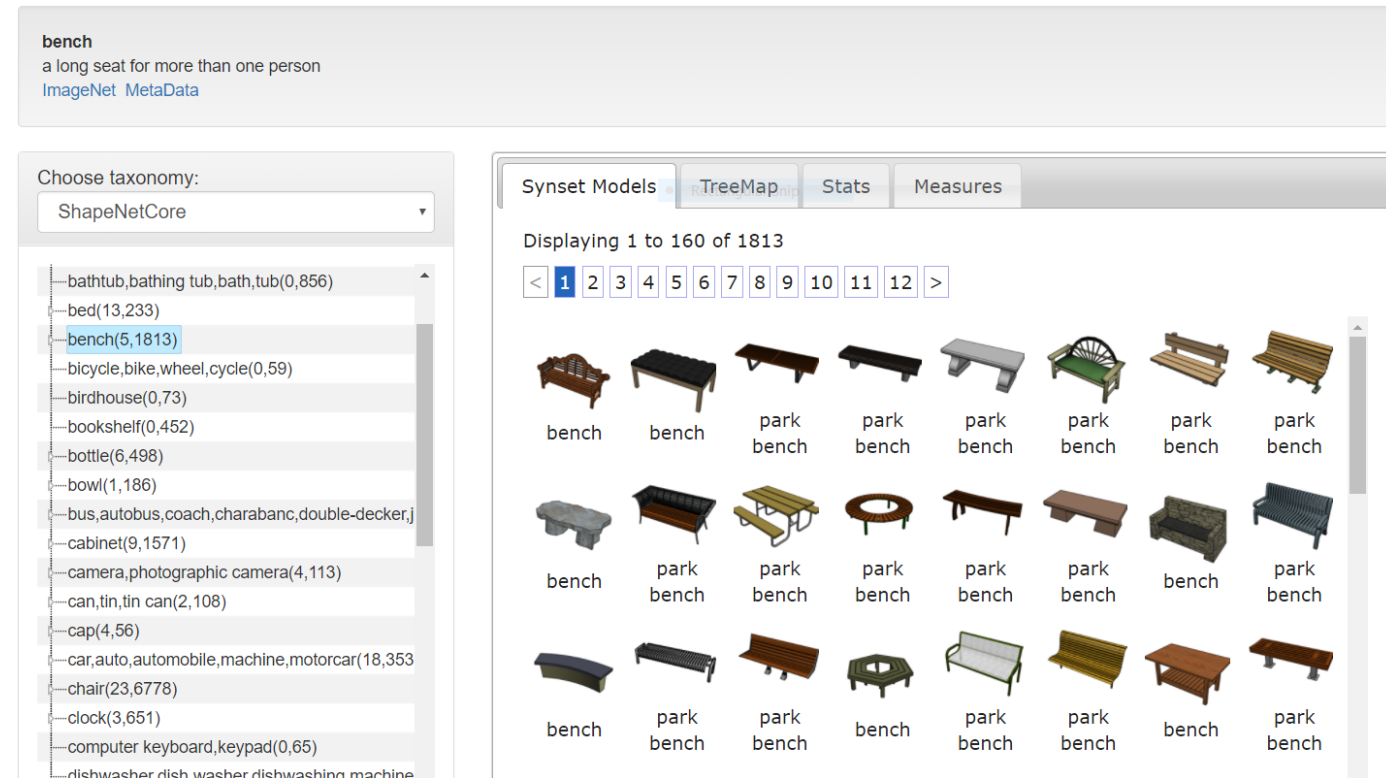 bench
a long seat for more than one person
ImageNet MetaData
Choose taxonomy:
ShapeNetCore
bathtub,bathing tub,bath,tub(0,856)
bed(13,233)
bench(5,1813)
bicycle,bike,wheel,cycle(0,59)
birdhouse(0,73)
bookshelf(0,452)
bottle(6,498)
bowl(1,186)
bus,autobus,coach,charabanc,double-decker,j
cabinet(9,1571)
camera,photographic camera(4,113)
can,tin,tin can(2,108)
cap(4,56)
car,auto,automobile,machine,motorcar(18,353
chair(23,6778)
clock(3,651)
computer keyboard,keypad(0,65)
dishwasher,dish washer,dishwashing machine
Synset Models TreeMap Stats Measures
Displaying 1 to 160 of 1813
< 1 2 3 4 5 6 7 8 9 10 11 12 >
bench bench park bench park bench park bench park bench park bench park bench
bench park bench park bench park bench park bench park bench bench park bench
bench park bench park bench bench park bench park bench bench park bench